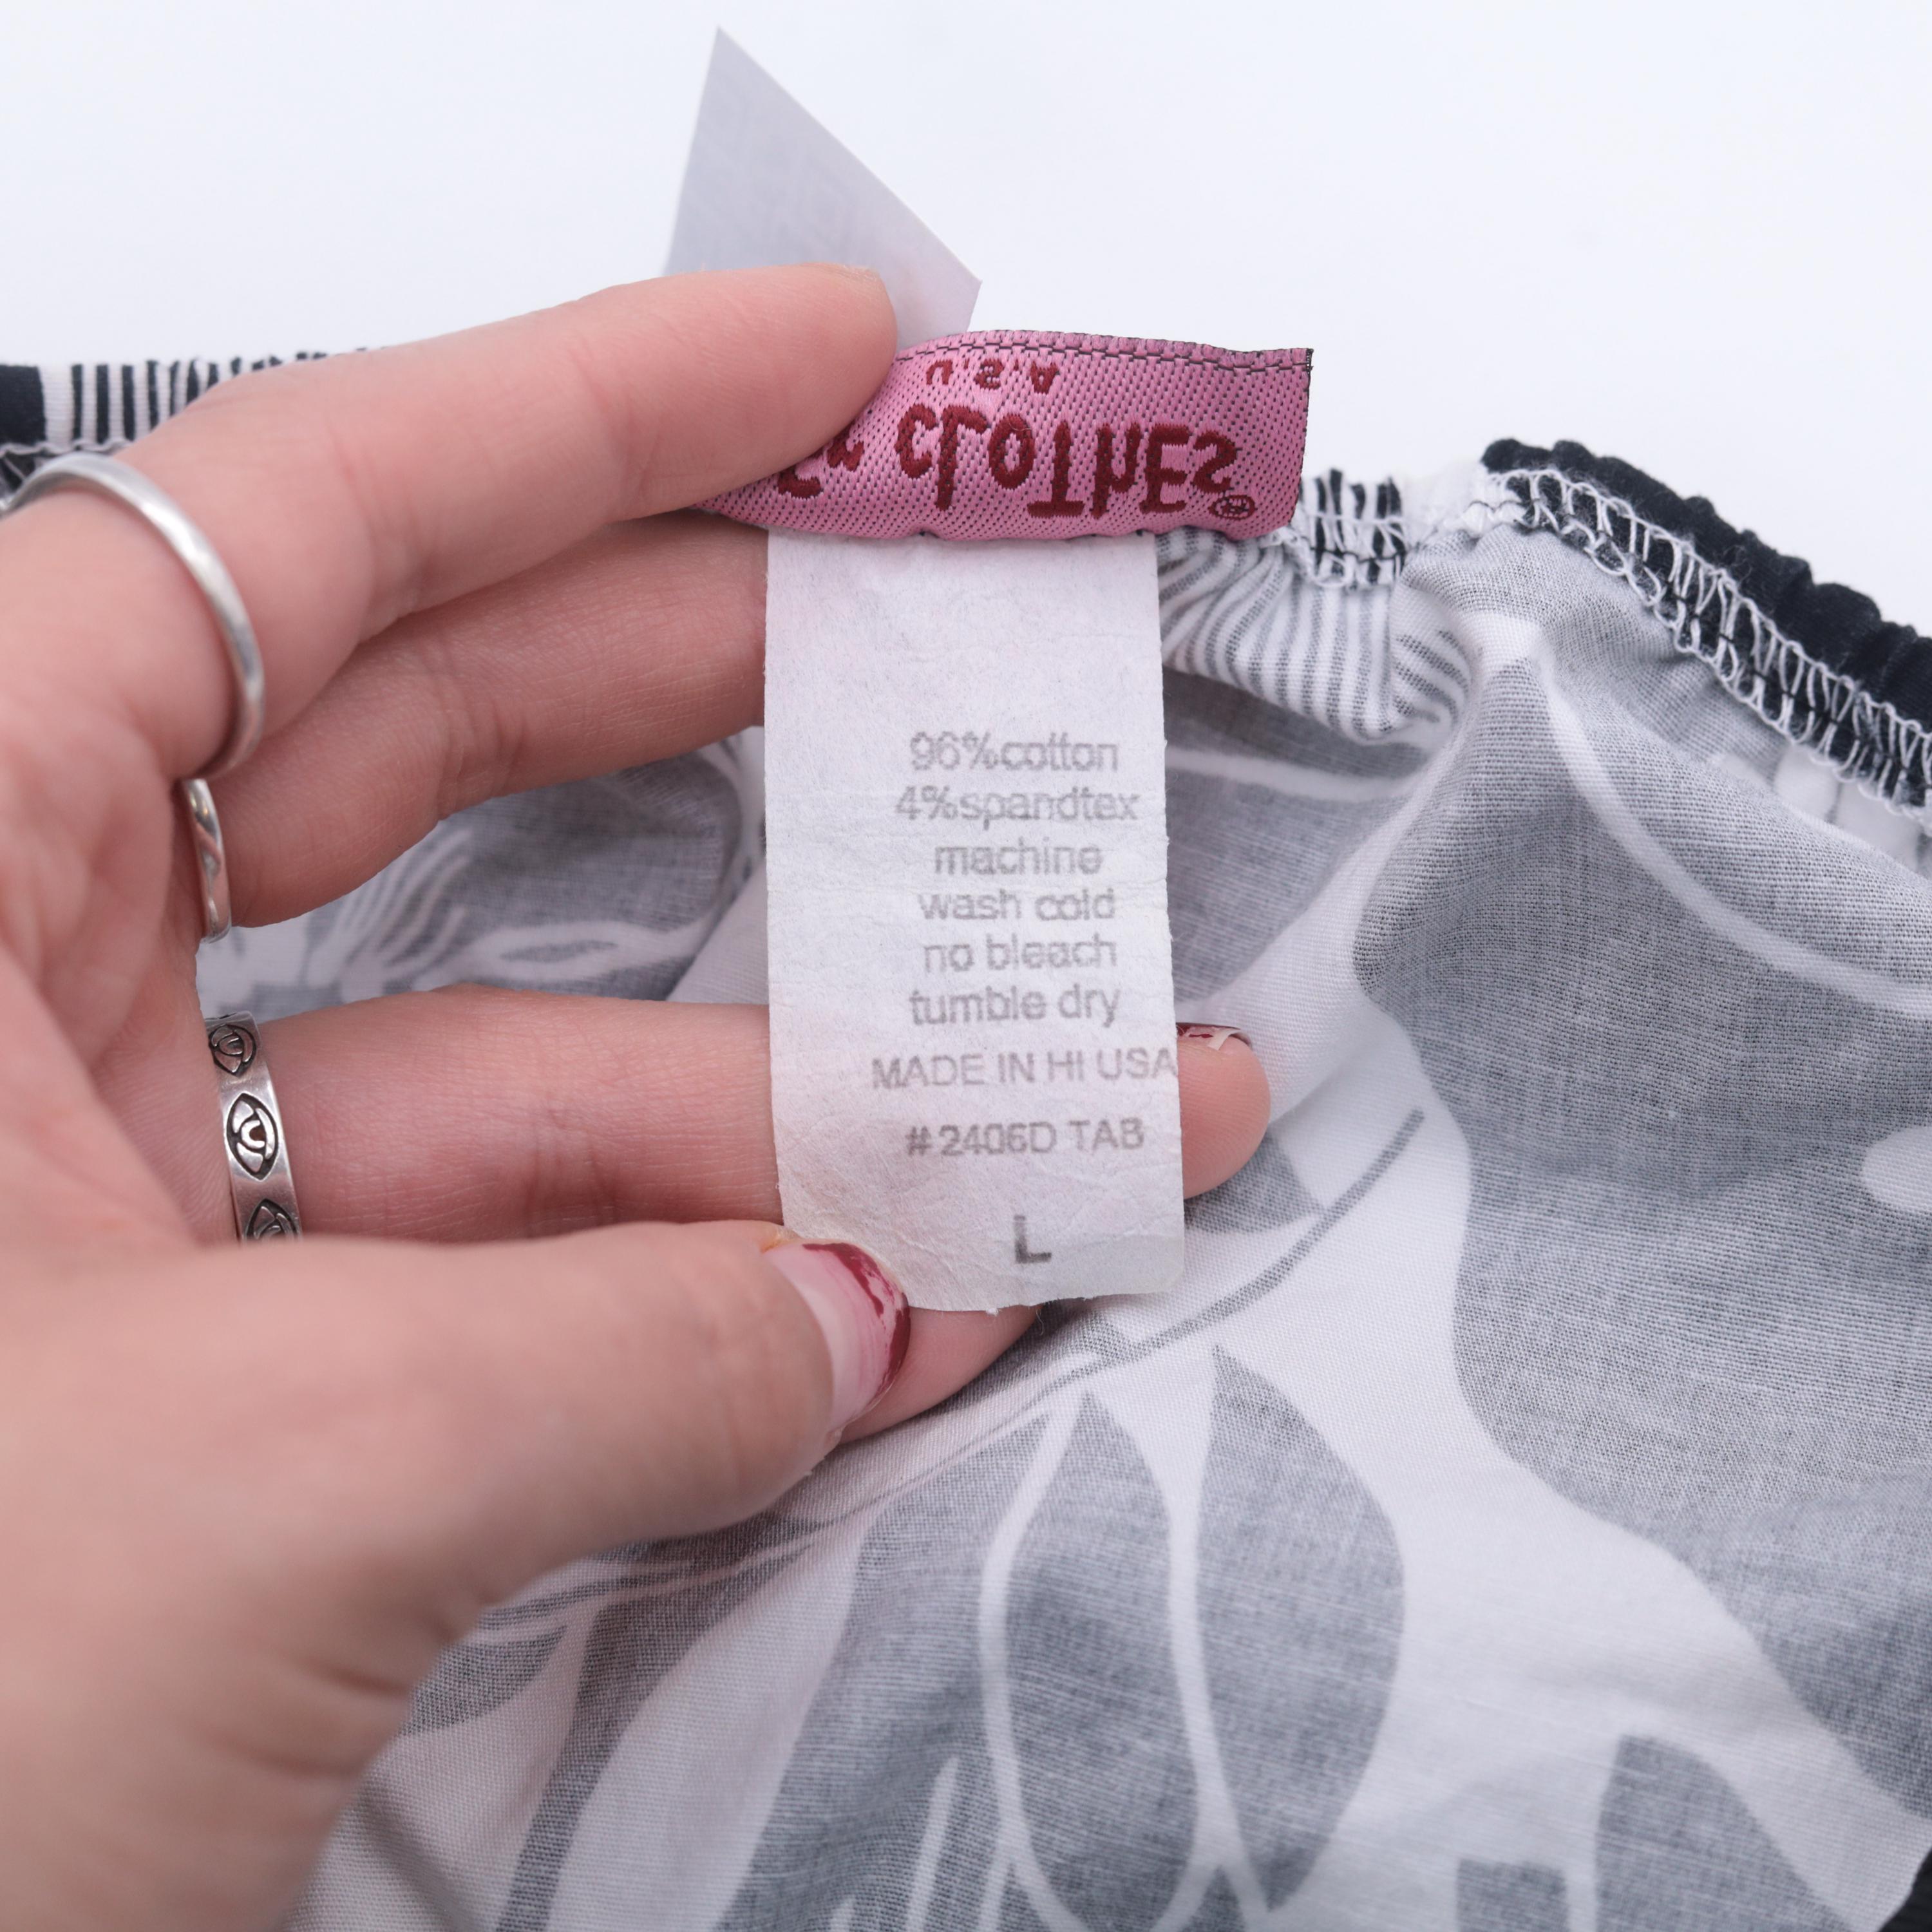 U.S.A.
CLOTHES®
96%cotton
4%spandtex
machine
wash cold
no bleach
tumble dry
MADE IN HI USA
#2406D TAB
L